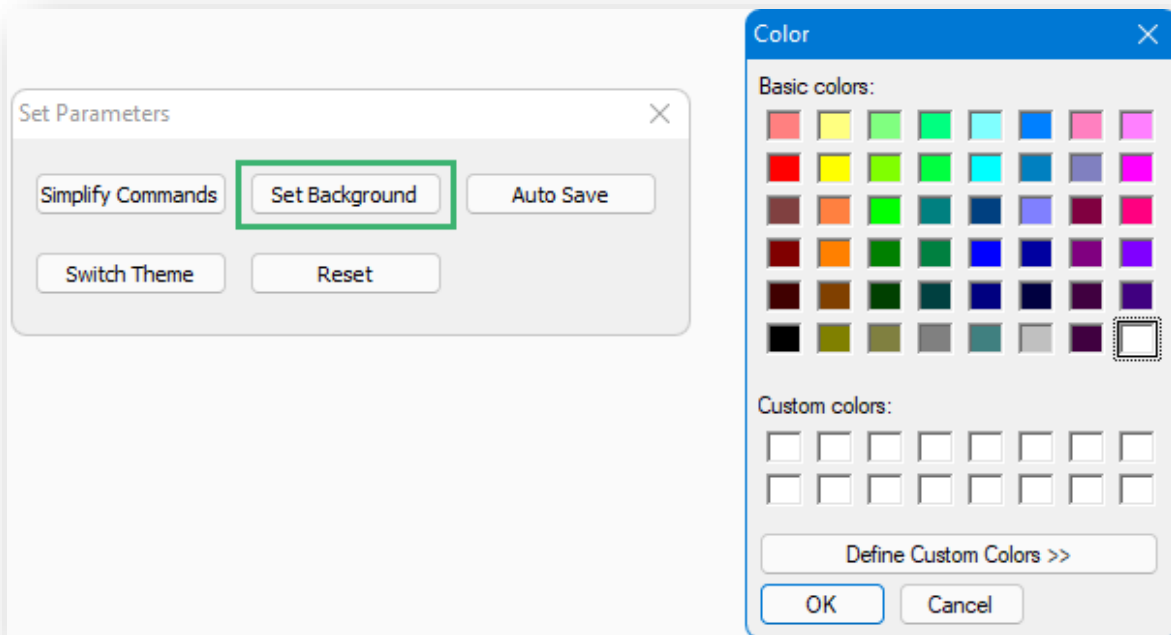 Set Parameters
Simplify Commands
Set Background
Auto Save
Switch Theme
Reset
Color
Basic colors:
Custom colors:
Define Custom Colors >>
OK
Cancel